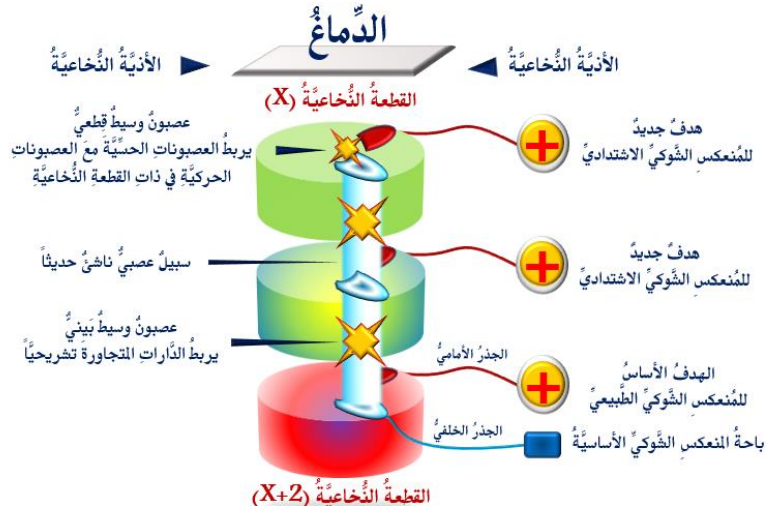 الدِّماغُ
الأذيَّةُ النُّخاعيَّةُ
الأذيَّةُ النُّخاعيَّةُ
القطعةُ النُّخاعيَّةُ (X)
هدفٌ جديدٌ
للمُنعكسِ الشَّوكيِّ الاشتداديِّ
عصبونٌ وسيطٌ قِطعيٌّ
يربطُ العصبوناتِ الحسيَّةَ معَ العصبوناتِ
الحركيَّةِ في ذاتِ القطعةِ النُّخاعيَّةِ
هدفٌ جديدٌ
للمُنعكسِ الشَّوكيِّ الاشتداديِّ
سبيلٌ عصبيٌّ ناشئٌ حديثاً
عصبونٌ وسيطٌ بَينيٌّ
يربطُ الدَّاراتِ المتجاورةَ تشريحيَّاً
الجذرُ الأماميُّ
الهدفُ الأساسُ
للمُنعكسِ الشَّوكيِّ الطَّبيعيِّ
الجذرُ الخلفيُّ
باحةُ المنعكسِ الشَّوكيِّ الأساسيَّةُ
القطعةُ النُّخاعيَّةُ (X+2)